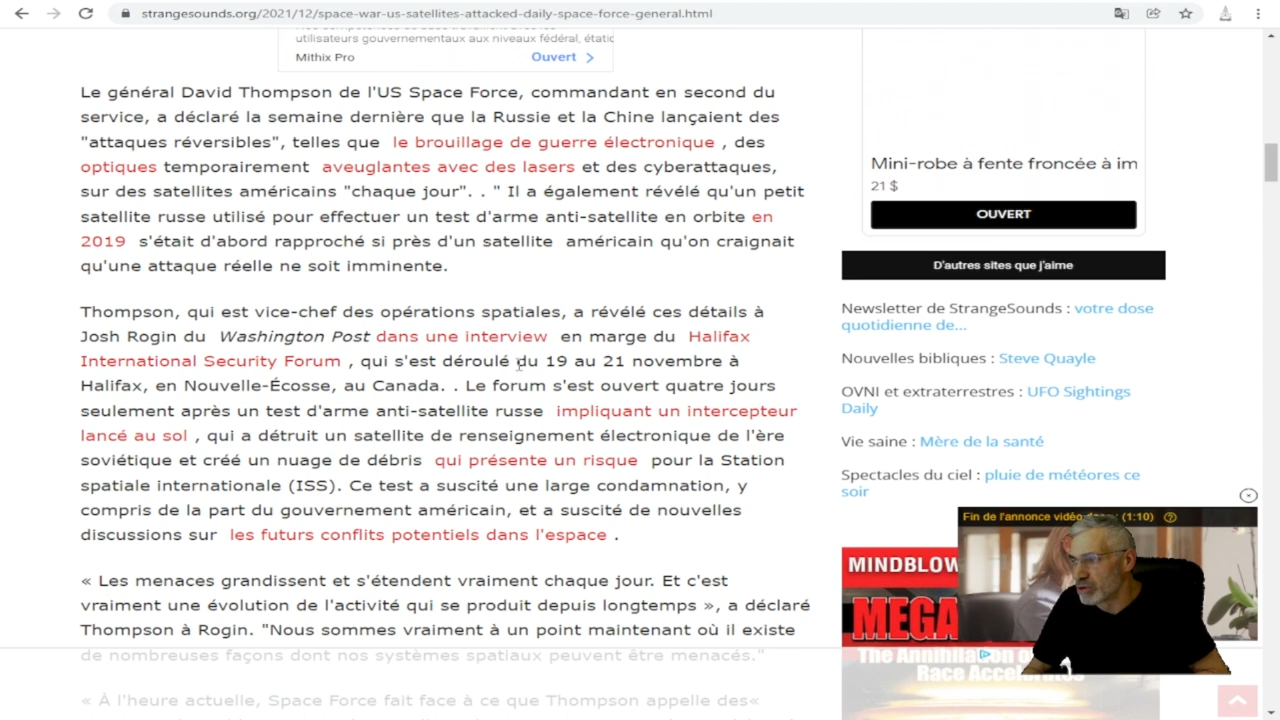 strangesounds.org/2021/12/space-war-us-satellites-attacked-daily-space-force-general.html
utilisateurs gouvernementaux aux niveaux fédéral, étatic
Mithix Pro
Ouvert
Le général David Thompson de l'US Space Force, commandant en second du
service, a déclaré la semaine dernière que la Russie et la Chine lançaient des
"attaques réversibles", telles que le brouillage de guerre électronique , des
optiques temporairement aveuglantes avec des lasers et des cyberattaques,
sur des satellites américains "chaque jour". . " Il a également révélé qu'un petit
satellite russe utilisé pour effectuer un test d'arme anti-satellite en orbite en
2019 s'était d'abord rapproché si près d'un satellite américain qu'on craignait
qu'une attaque réelle ne soit imminente.
Thompson, qui est vice-chef des opérations spatiales, a révélé ces détails à
Josh Rogin du Washington Post dans une interview en marge du Halifax
International Security Forum , qui s'est déroulé du 19 au 21 novembre à
Halifax, en Nouvelle-Écosse, au Canada. . Le forum s'est ouvert quatre jours
seulement après un test d'arme anti-satellite russe impliquant un intercepteur
lancé au sol , qui a détruit un satellite de renseignement électronique de l'ère
soviétique et créé un nuage de débris qui présente un risque pour la Station
spatiale internationale (ISS). Ce test a suscité une large condamnation, y
compris de la part du gouvernement américain, et a suscité de nouvelles
discussions sur les futurs conflits potentiels dans l'espace .
« Les menaces grandissent et s'étendent vraiment chaque jour. Et c'est
vraiment une évolution de l'activité qui se produit depuis longtemps », a déclaré
Thompson à Rogin. "Nous sommes vraiment à un point maintenant où il existe
de nombreuses façons dont nos systèmes spatiaux peuvent être menacés."
« À l'heure actuelle, Space Force fait face à ce que Thompson appelle des«
Mini-robe à fente froncée à im
21 $
OUVERT
D'autres sites que j'aime
Newsletter de StrangeSounds : votre dose
quotidienne de...
Nouvelles bibliques : Steve Quayle
OVNI et extraterrestres : UFO Sightings
Daily
Vie saine : Mère de la santé
Spectacles du ciel : pluie de météores ce
soir
Fin de l'annonce vidéo (1:10)
MINDBLOW
MEGA
The Annihilation
Race